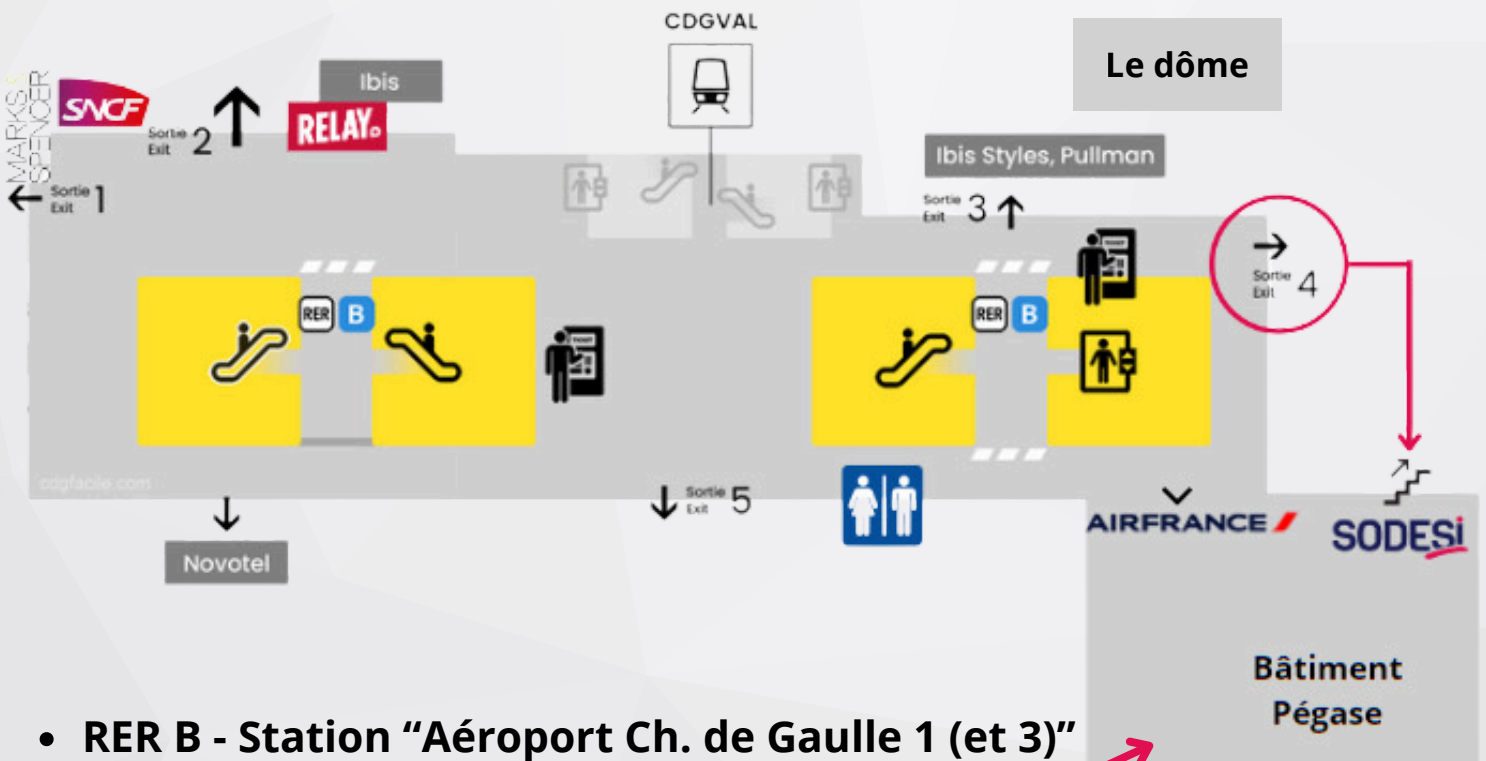 CDGVAL
Le dôme
MARKS &
SPENCER
SNCF
Sortie
Exit 2
Ibis
RELAY
Ibis Styles, Pullman
Sortie
Exit 1
Sortie
Exit 3
Sortie
Exit 4
RER B
RER B
cdgfacile.com
Sortie
Exit 5
Novotel
AIRFRANCE
SODESI
Bâtiment
Pégase
• RER B - Station “Aéroport Ch. de Gaulle 1 (et 3)”